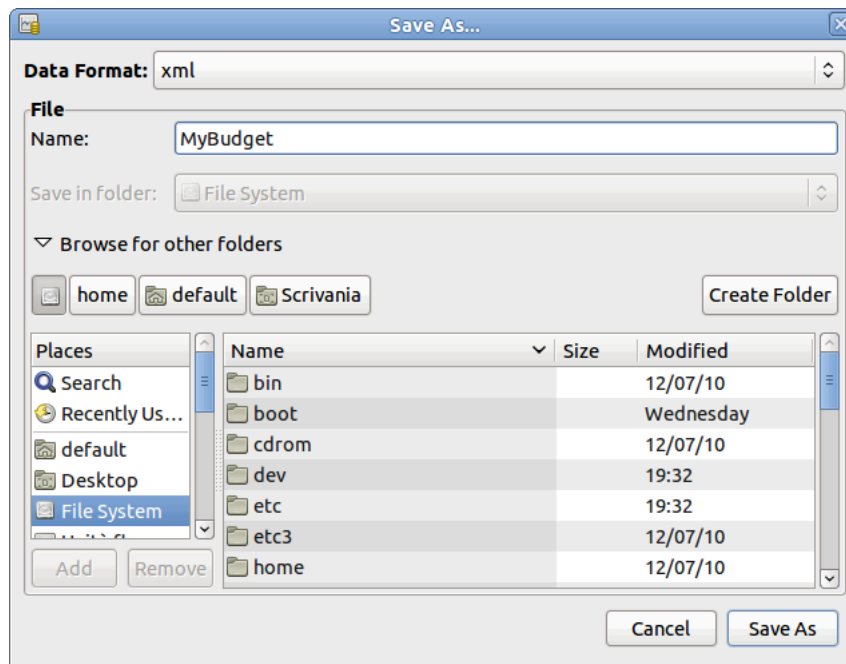 Save As...
Data Format: xml
File
Name: MyBudget
Save in folder: File System
Browse for other folders
home default Scrivania Create Folder
Places Name Size Modified
Search bin 12/07/10
Recently Us... boot Wednesday
default cdrom 12/07/10
Desktop dev 19:32
File System etc 19:32
etc3 12/07/10
Add Remove home 12/07/10
Cancel Save As